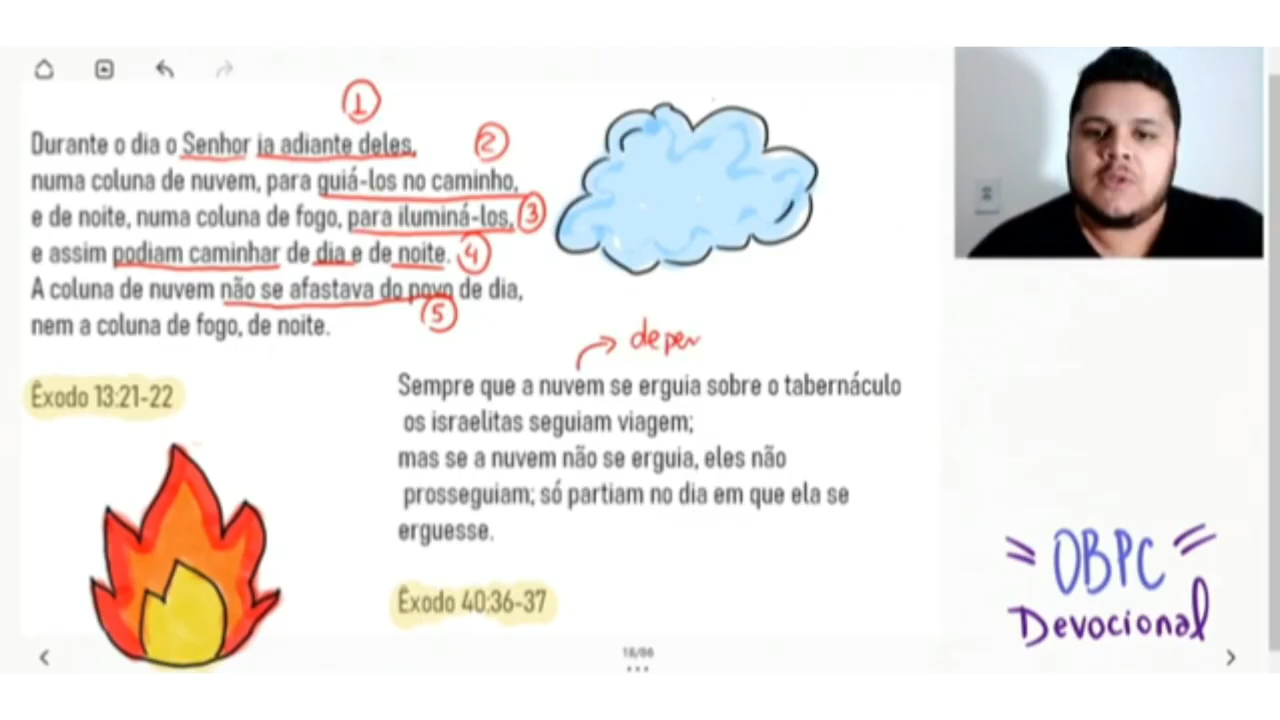 1
Durante o dia o Senhor ia adiante deles,
2
numa coluna de nuvem, para guiá-los no caminho,
e de noite, numa coluna de fogo, para iluminá-los, 3
e assim podiam caminhar de dia e de noite. 4
A coluna de nuvem não se afastava do povo de dia,
5
nem a coluna de fogo, de noite.
Êxodo 13:21-22
depen
Sempre que a nuvem se erguia sobre o tabernáculo
os israelitas seguiam viagem;
mas se a nuvem não se erguia, eles não
prosseguiam; só partiam no dia em que ela se
erguesse.
Êxodo 40:36-37
OBPC
Devocional
18/86